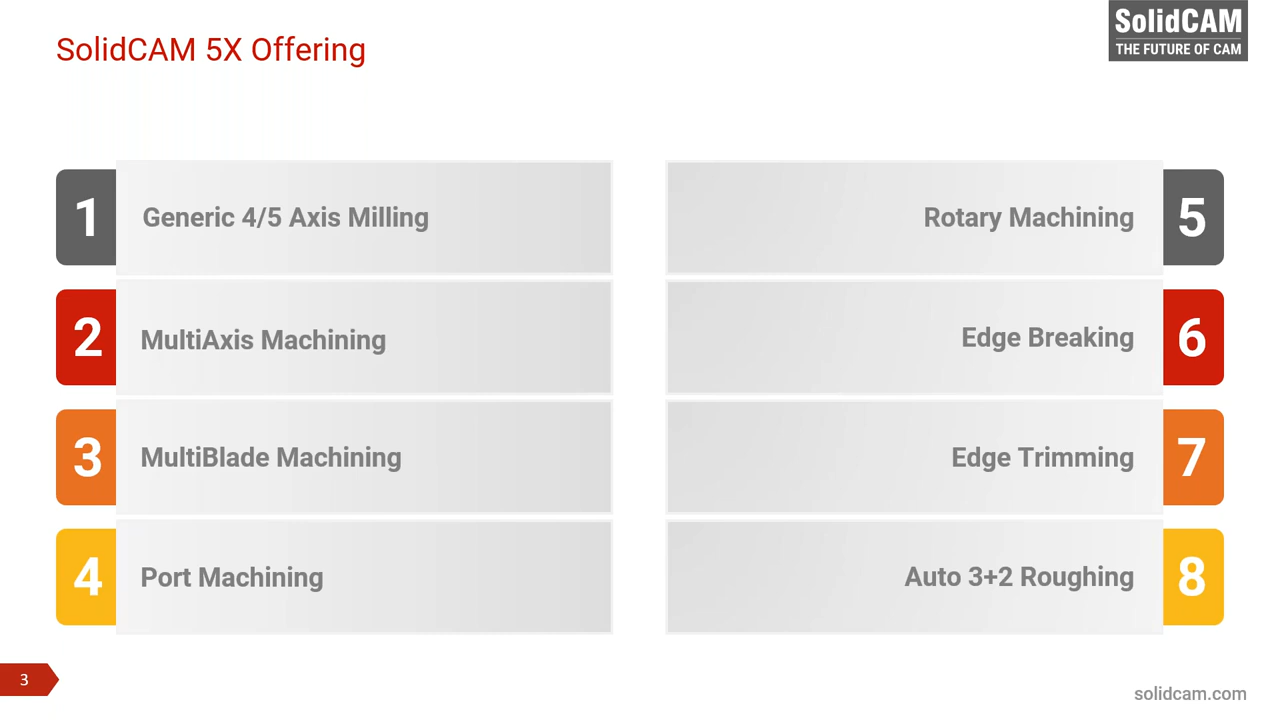 SolidCAM 5X Offering
SolidCAM
THE FUTURE OF CAM
1
Generic 4/5 Axis Milling
2
MultiAxis Machining
3
MultiBlade Machining
4
Port Machining
Rotary Machining
5
Edge Breaking
6
Edge Trimming
7
Auto 3+2 Roughing
8
3
solidcam.com